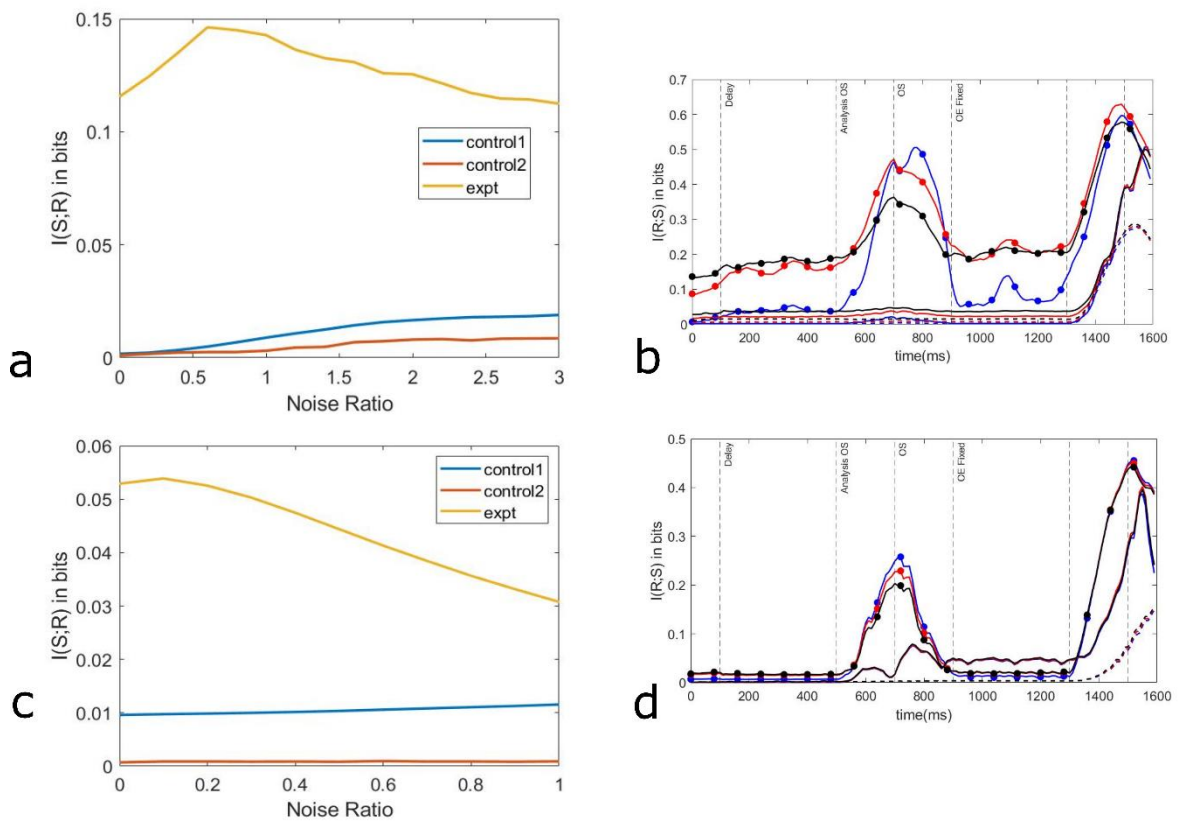 a
0.15
0.1
0.05
0
I(S;R) in bits
control1
control2
expt
0 0.5 1 1.5 2 2.5 3
Noise Ratio
b
0.7
0.6
0.5
0.4
0.3
0.2
0.1
0
I(R;S) in bits
Delay
Analysis OS
OS
OE Fixed
0 200 400 600 800 1000 1200 1400 1600
time(ms)
c
0.06
0.05
0.04
0.03
0.02
0.01
0
I(S;R) in bits
control1
control2
expt
0 0.2 0.4 0.6 0.8 1
Noise Ratio
d
0.5
0.4
0.3
0.2
0.1
0
I(R;S) in bits
Delay
Analysis OS
OS
OE Fixed
0 200 400 600 800 1000 1200 1400 1600
time(ms)